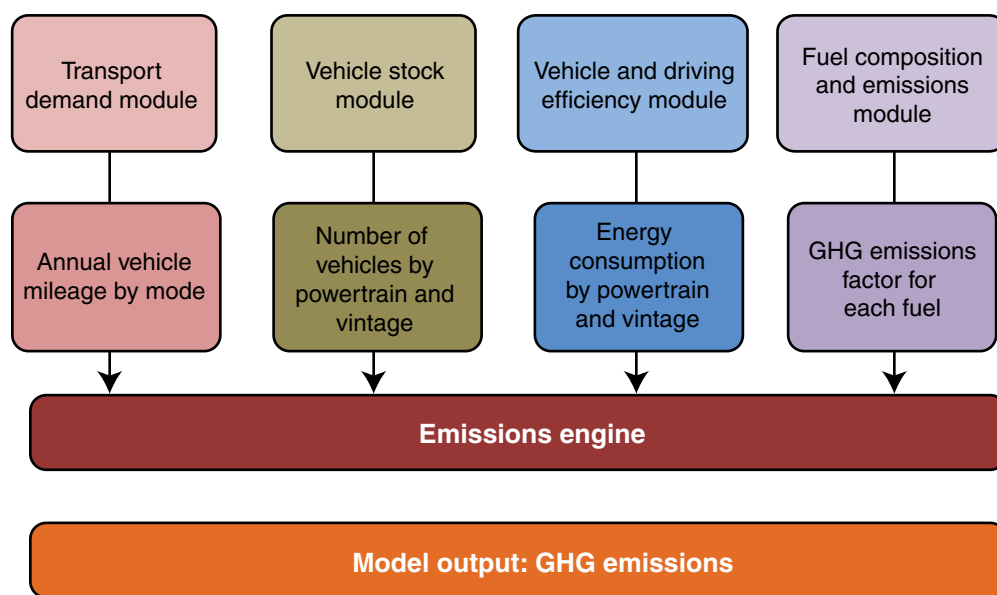 Transport
demand module
Vehicle stock
module
Vehicle and driving
efficiency module
Fuel composition
and emissions
module
Annual vehicle
mileage by mode
Number of
vehicles by
powertrain and
vintage
Energy
consumption
by powertrain
and vintage
GHG emissions
factor for
each fuel
Emissions engine
Model output: GHG emissions